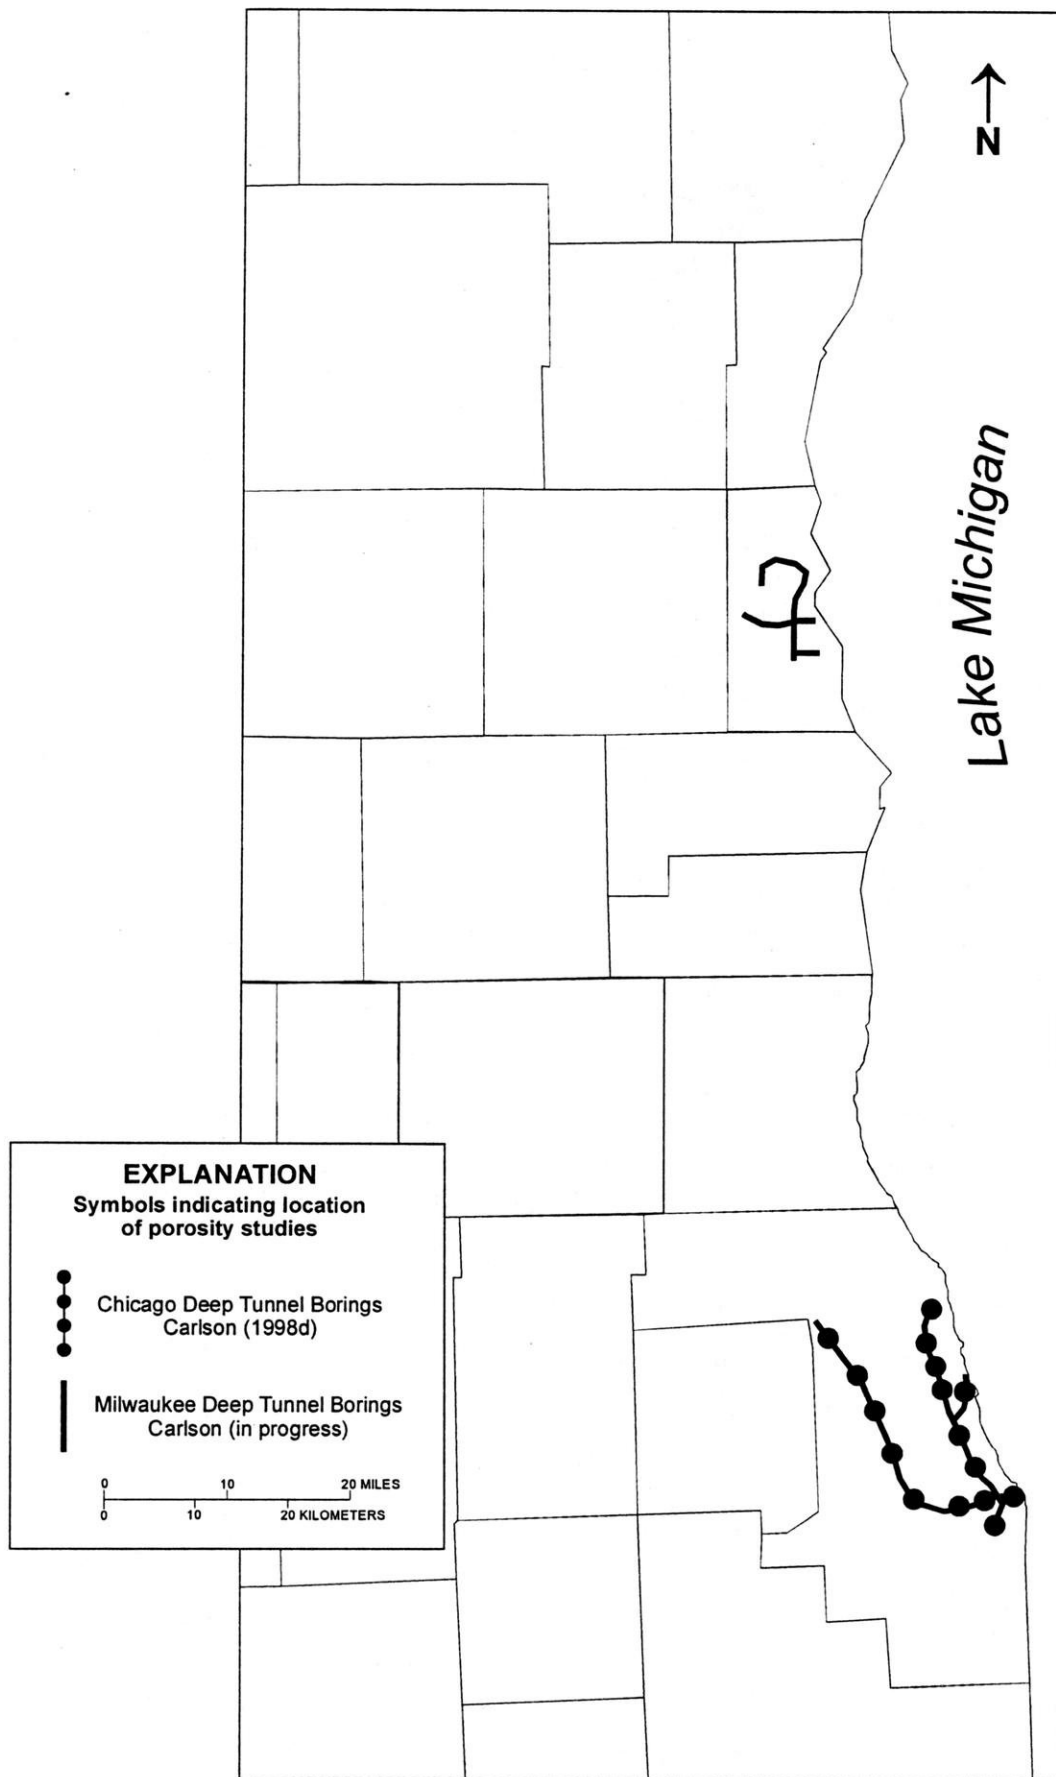 N
Lake Michigan
EXPLANATION
Symbols indicating location
of porosity studies
Chicago Deep Tunnel Borings
Carlson (1998d)
Milwaukee Deep Tunnel Borings
Carlson (in progress)
0 10 20 MILES
0 10 20 KILOMETERS